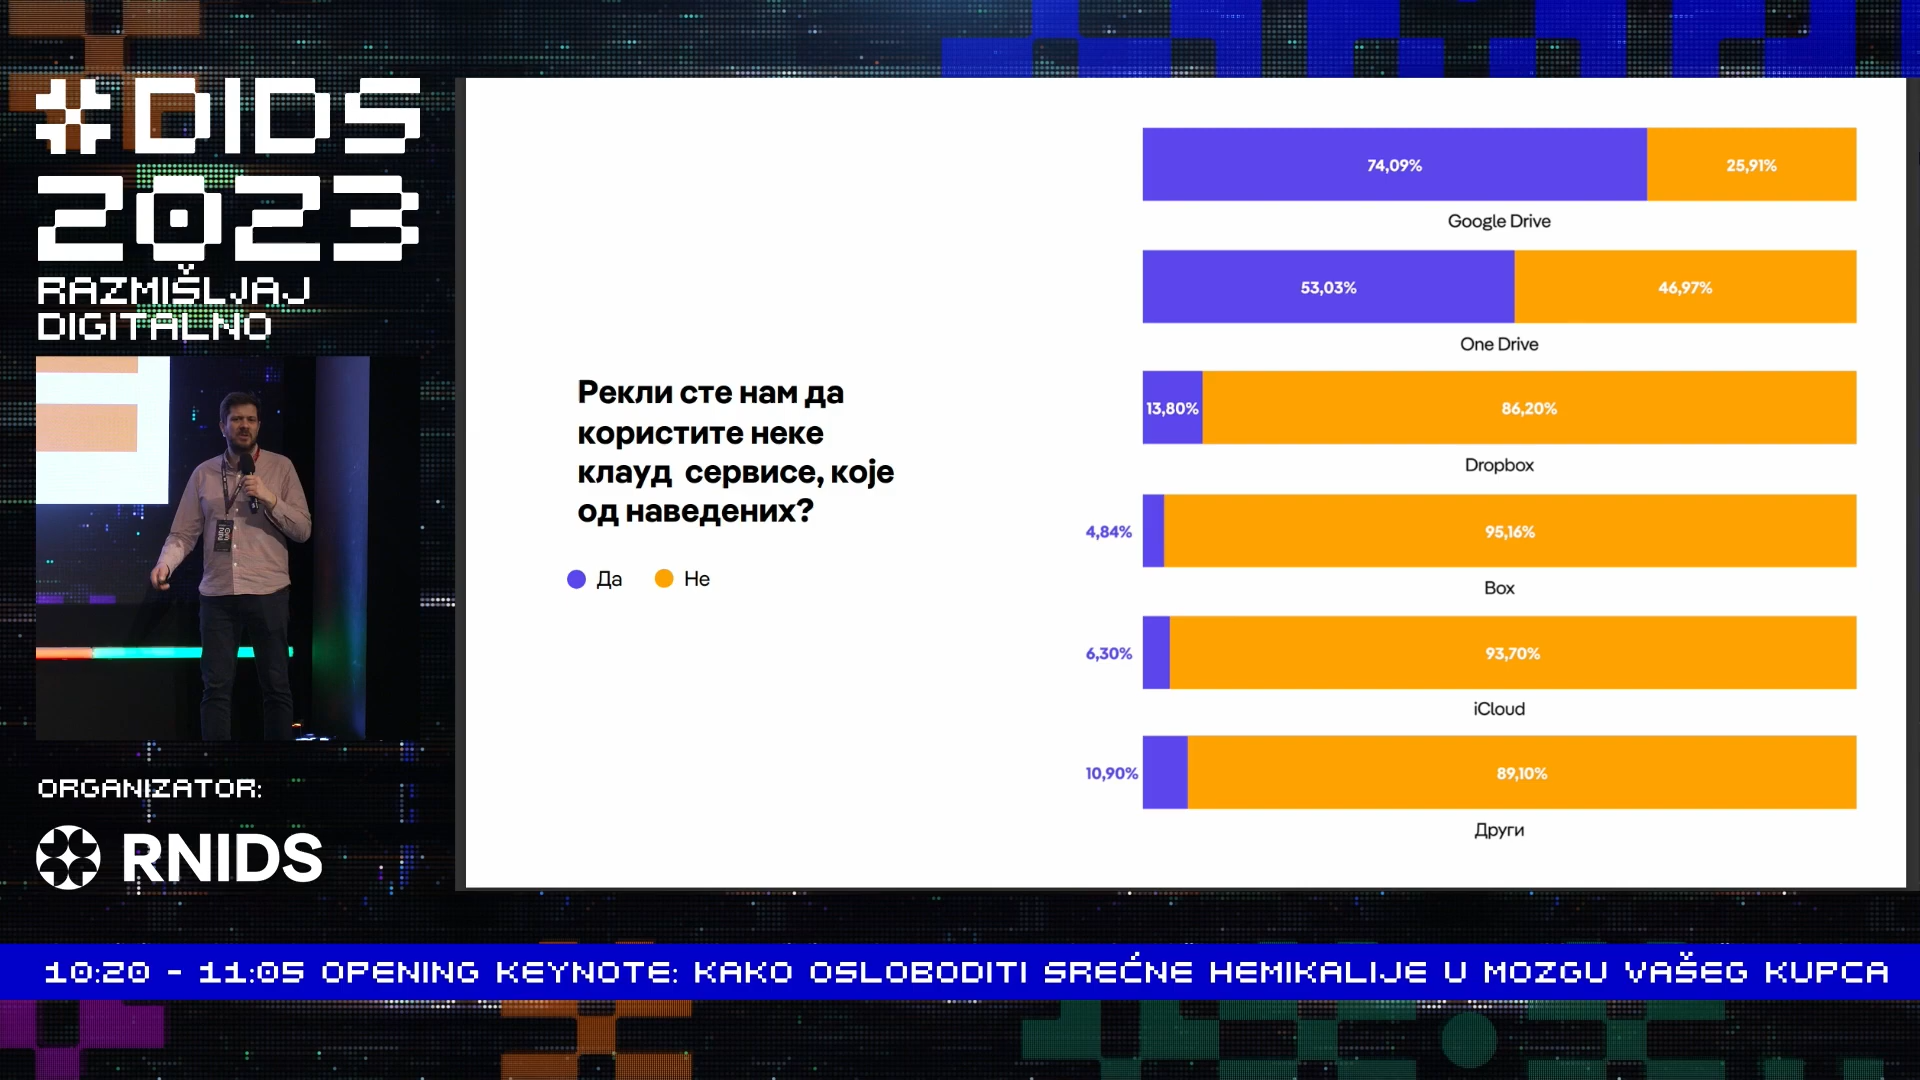 #DIDS
2023
RAZMIŠLJAJ
DIGITALNO
ORGANIZATOR:
RNIDS
Рекли сте нам да
користите неке
клауд сервисе, које
од наведених?
Да Не
74,09% 25,91%
Google Drive
53,03% 46,97%
One Drive
13,80% 86,20%
Dropbox
4,84% 95,16%
Box
6,30% 93,70%
iCloud
10,90% 89,10%
Други
10:20 - 11:05 OPENING KEYNOTE: KAKO OSLOBODITI SREĆNE HEMIKALIJE U MOZGU VAŠEG KUPCA